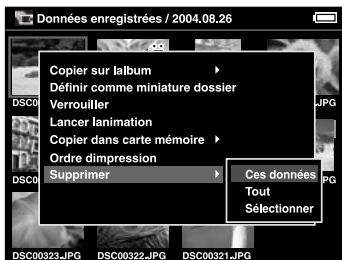 Données enregistrées / 2004.08.26
Copier sur lalbum
Définir comme miniature dossier
Verrouiller
Lancer lanimation
Copier dans carte mémoire
Ordre dimpression
Supprimer
Ces données
Tout
Sélectionner
DSC0
.JPG
DSC0
PG
DSC00323.JPG DSC00322.JPG DSC00321.JPG